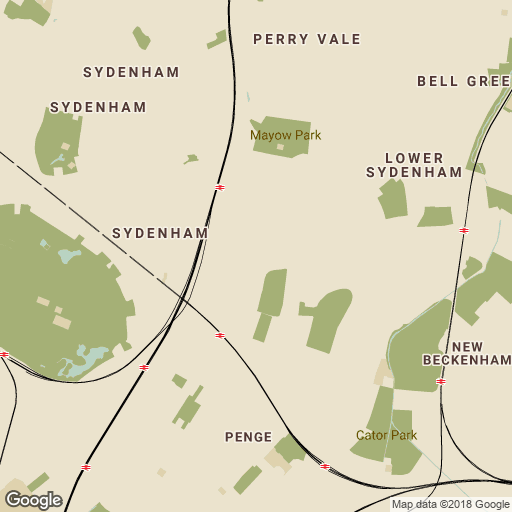 PERRY VALE
SYDENHAM
BELL GREE
SYDENHAM
Mayow Park
LOWER
SYDENHAM
SYDENHAM
NEW
BECKENHAM
PENGE
Cator Park
Google
Map data ©2018 Google